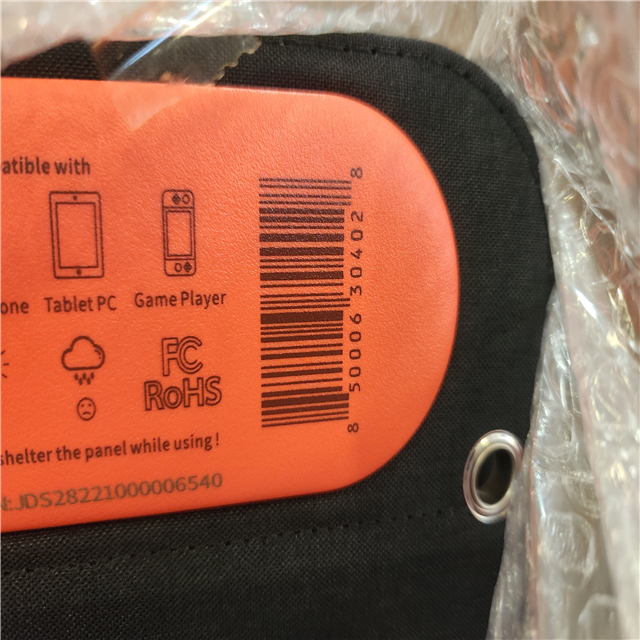 atible with
one Tablet PC Game Player
FC
RoHS
shelter the panel while using!
N:JDS28221000006540
8 50006 30402 8